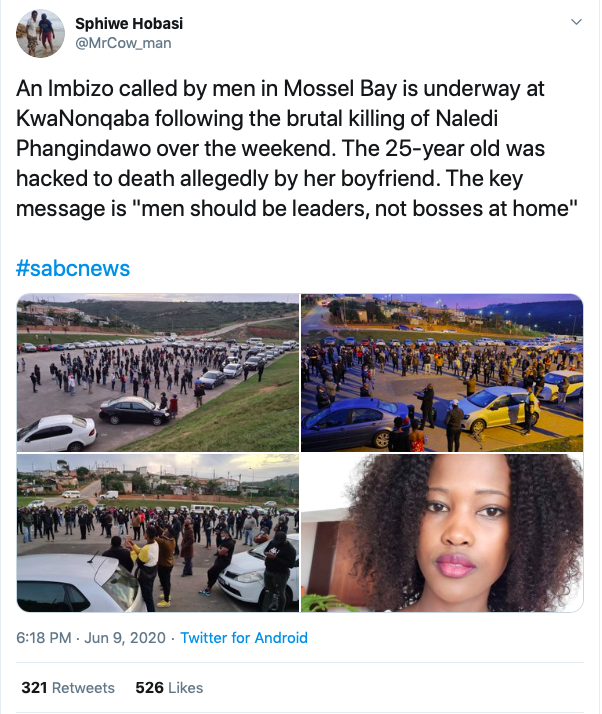 Sphiwe Hobasi
@MrCow_man
An Imbizo called by men in Mossel Bay is underway at
KwaNonqaba following the brutal killing of Naledi
Phangindawo over the weekend. The 25-year old was
hacked to death allegedly by her boyfriend. The key
message is "men should be leaders, not bosses at home"
#sabcnews
6:18 PM · Jun 9, 2020 · Twitter for Android
321 Retweets 526 Likes